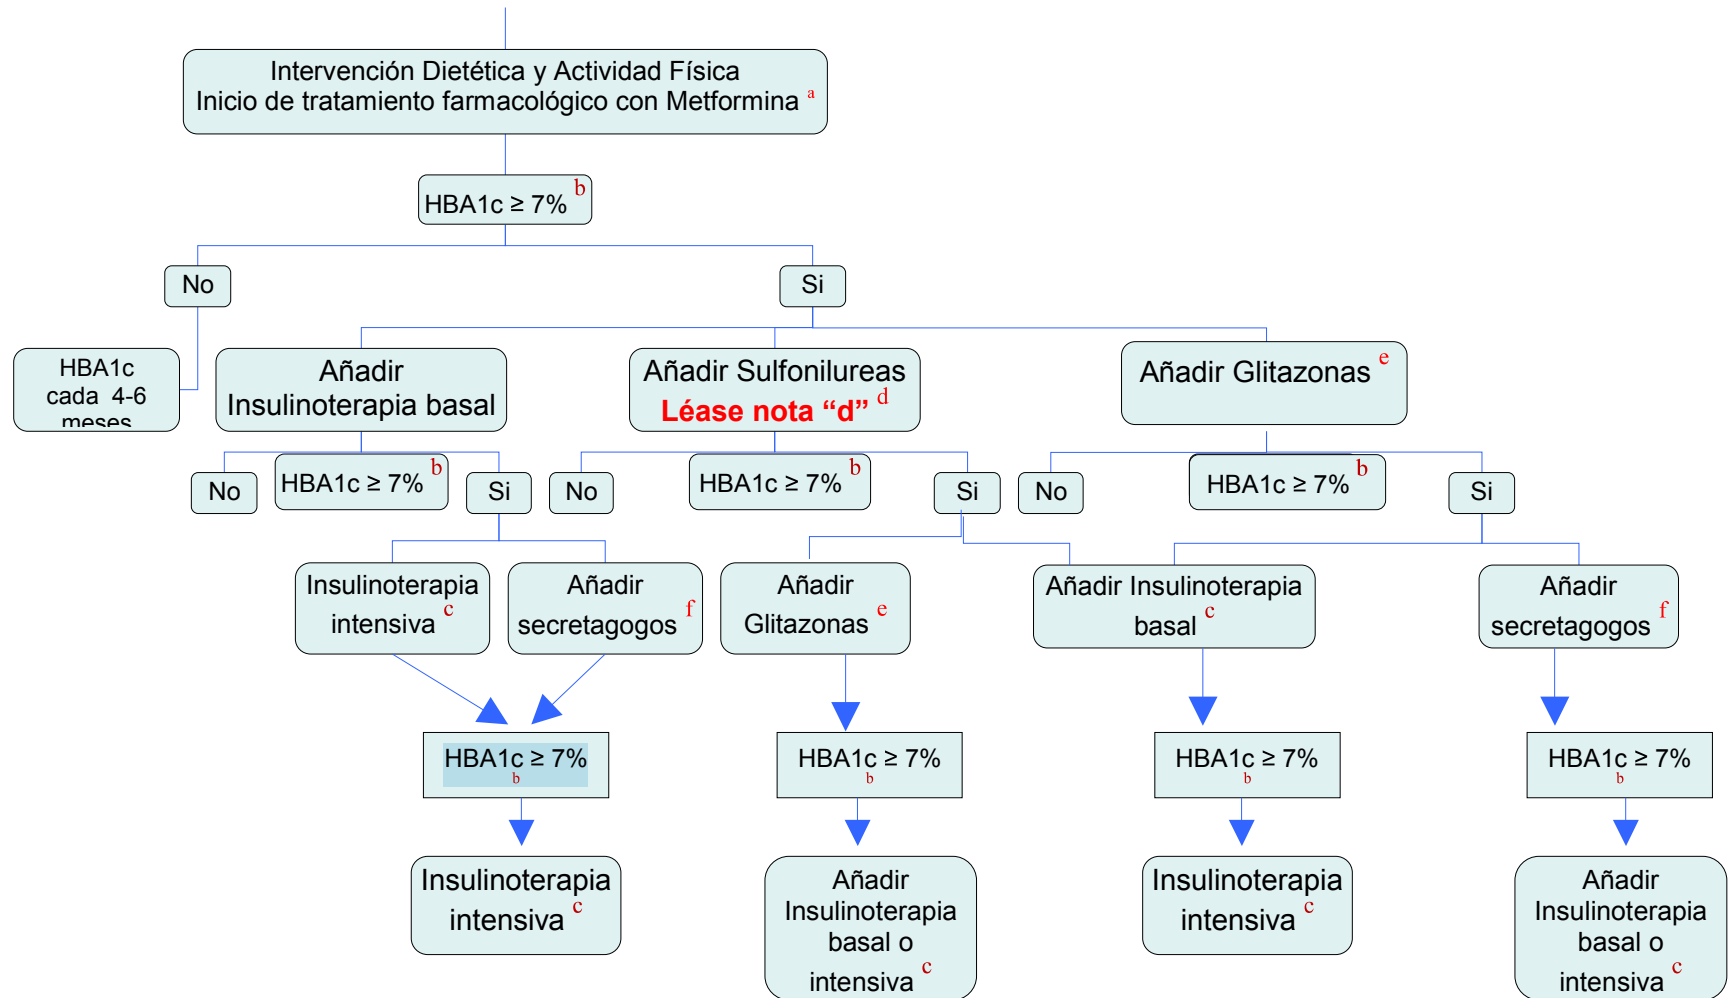 Intervención Dietética y Actividad Física
Inicio de tratamiento farmacológico con Metformina a
HBA1c ≥ 7% b
No
Si
HBA1c
cada 4-6
meses
Añadir
Insulinoterapia basal
Añadir Sulfonilureas
Léase nota “d” d
Añadir Glitazonas e
No
HBA1c ≥ 7% b
Si
No
HBA1c ≥ 7% b
Si
No
HBA1c ≥ 7% b
Si
Insulinoterapia
intensiva c
Añadir
secretagogos f
Añadir
Glitazonas e
Añadir Insulinoterapia
basal c
Añadir
secretagogos f
HBA1c ≥ 7%
b
HBA1c ≥ 7%
b
HBA1c ≥ 7%
b
HBA1c ≥ 7%
b
Insulinoterapia
intensiva c
Añadir
Insulinoterapia
basal o
intensiva c
Insulinoterapia
intensiva c
Añadir
Insulinoterapia
basal o
intensiva c